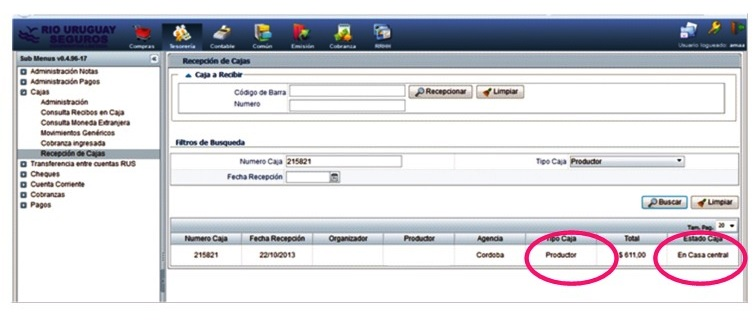 RIO URUGUAY
SEGUROS
Compras
Tesorería
Contable
Común
Emisión
Cobranza
Usuario logueado: amaa
Sub Menus v0.4.96-17
Administración Notas
Administración Pagos
Cajas
Administración
Consulta Recibos en Caja
Consulta Moneda Extranjera
Movimientos Genéricos
Cobranza ingresada
Recepción de Cajas
Transferencia entre cuentas RUS
Cheques
Cuenta Corriente
Cobranzas
Pagos
Recepción de Cajas
Caja a Recibir
Código de Barra
Recepcionar
Limpiar
Numero
Filtros de Busqueda
Numero Caja 215821
Tipo Caja Productor
Fecha Recepción
Buscar
Limpiar
Tam. Pag. 20
Numero Caja Fecha Recepción Organizador Productor Agencia Tipo Caja Total Estado Caja
215821 22/10/2013 Cordoba Productor $ 611,00 En Casa central